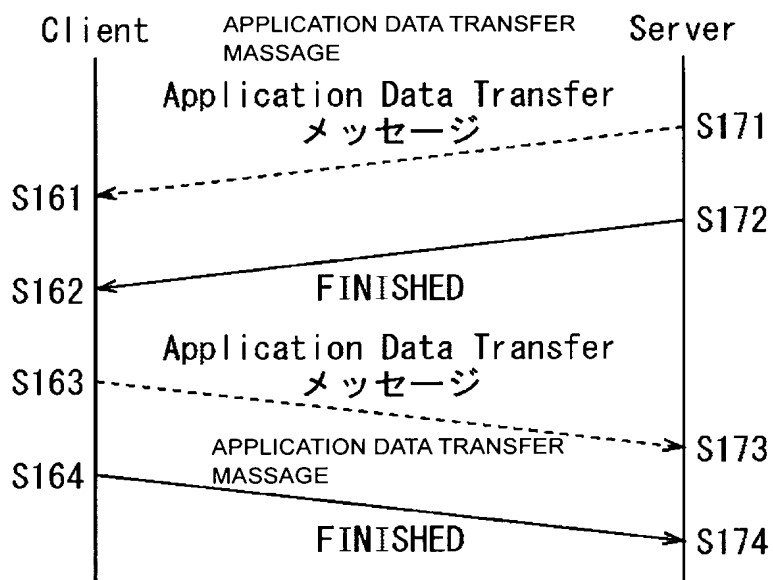 Client
APPLICATION DATA TRANSFER
MASSAGE
Server
Application Data Transfer
メッセージ
S171
S161
S172
FINISHED
S162
Application Data Transfer
メッセージ
S163
APPLICATION DATA TRANSFER
MASSAGE
S173
S164
FINISHED
S174